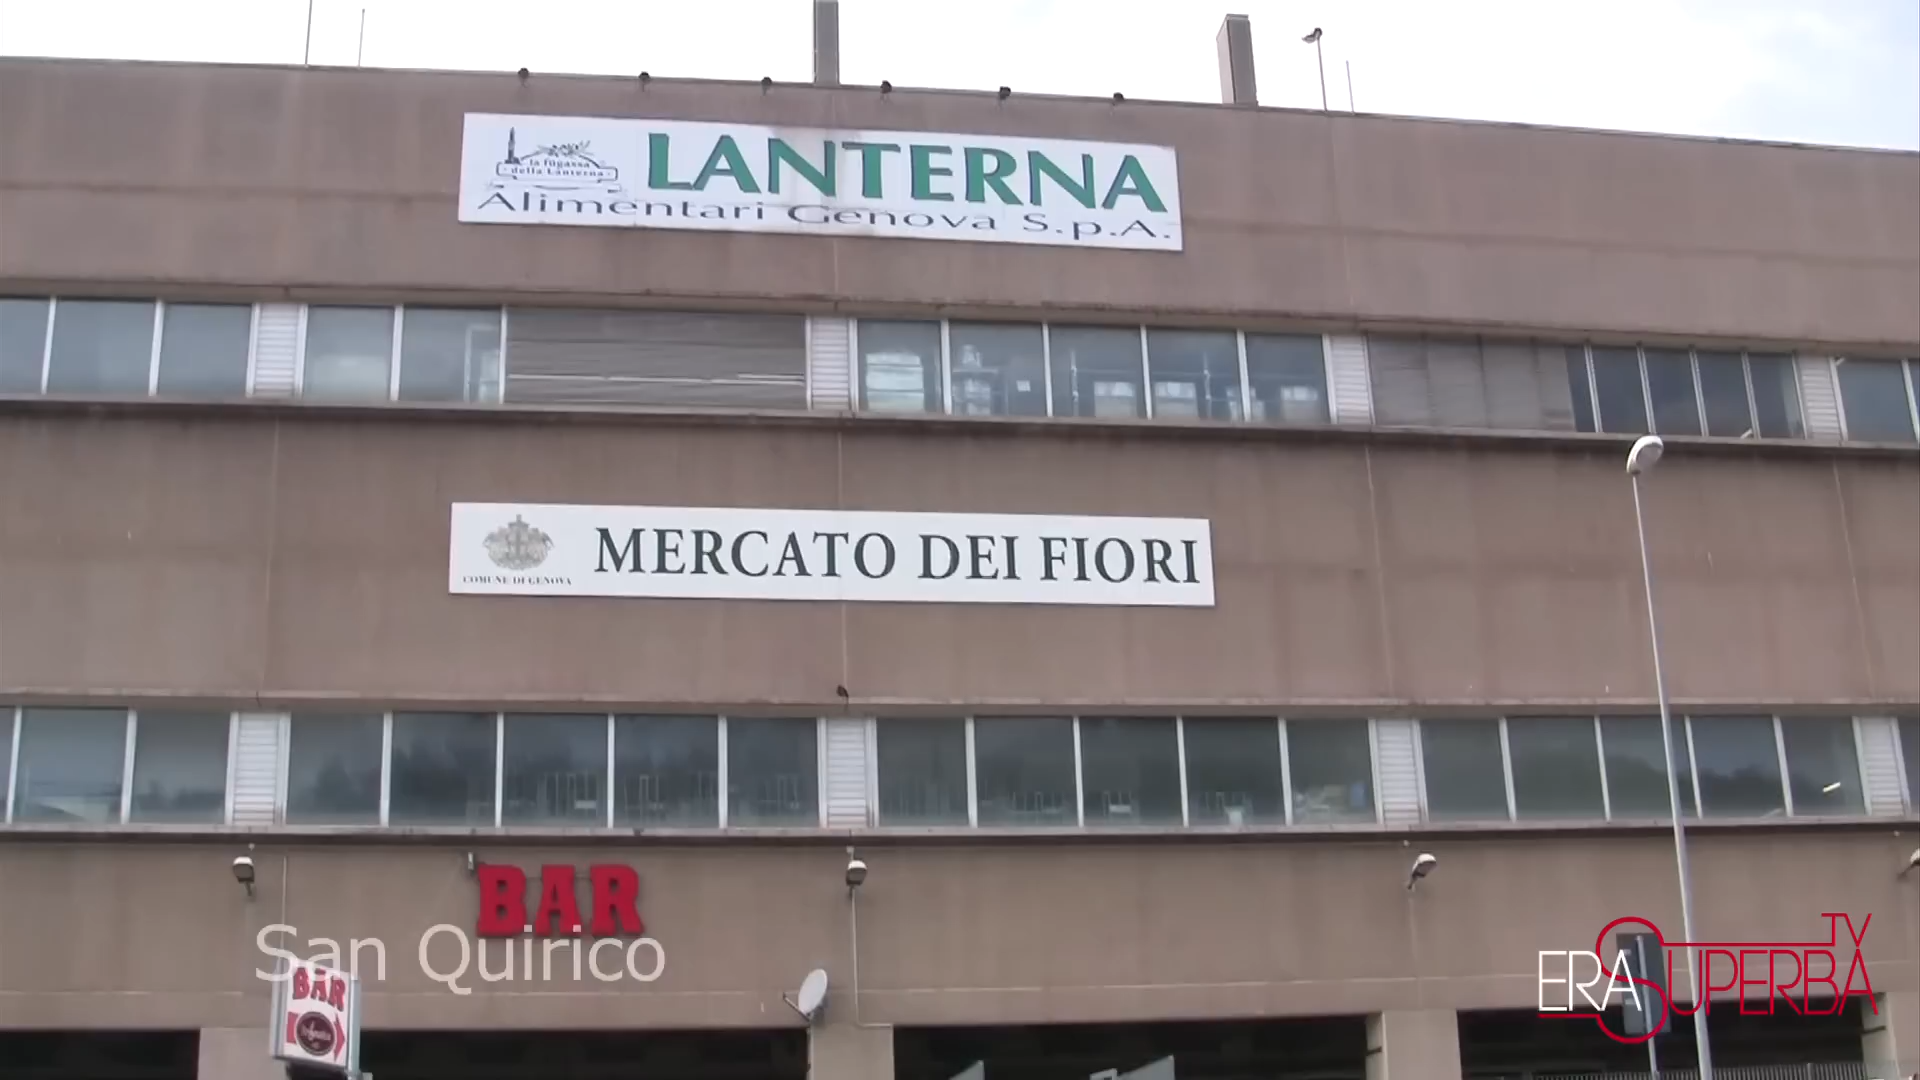 la fügassa
della Lanterna
LANTERNA
Alimentari Genova S.p.A.
COMUNE DI GENOVA
MERCATO DEI FIORI
BAR
San Quirico
BAR
ERA SUPERBA TV